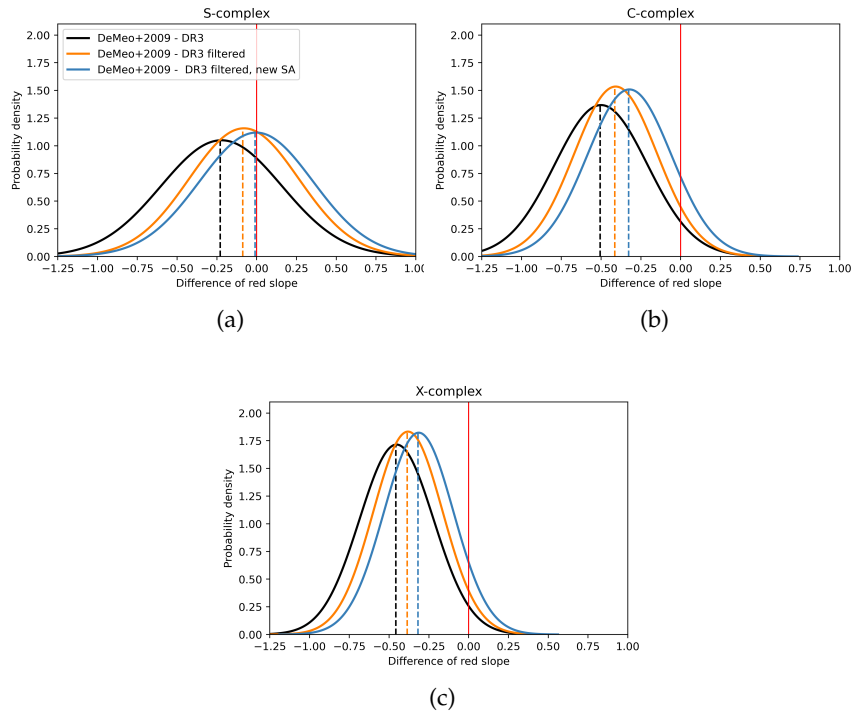 S-complex
2.00
1.75
1.50
1.25
1.00
0.75
0.50
0.25
0.00
Probability density
DeMeo+2009 - DR3
DeMeo+2009 - DR3 filtered
DeMeo+2009 -  DR3 filtered, new SA
−1.25 −1.00 −0.75 −0.50 −0.25 0.00 0.25 0.50 0.75 1.00
Difference of red slope
(a)
C-complex
2.00
1.75
1.50
1.25
1.00
0.75
0.50
0.25
0.00
Probability density
−1.25 −1.00 −0.75 −0.50 −0.25 0.00 0.25 0.50 0.75 1.00
Difference of red slope
(b)
X-complex
2.00
1.75
1.50
1.25
1.00
0.75
0.50
0.25
0.00
Probability density
−1.25 −1.00 −0.75 −0.50 −0.25 0.00 0.25 0.50 0.75 1.00
Difference of red slope
(c)